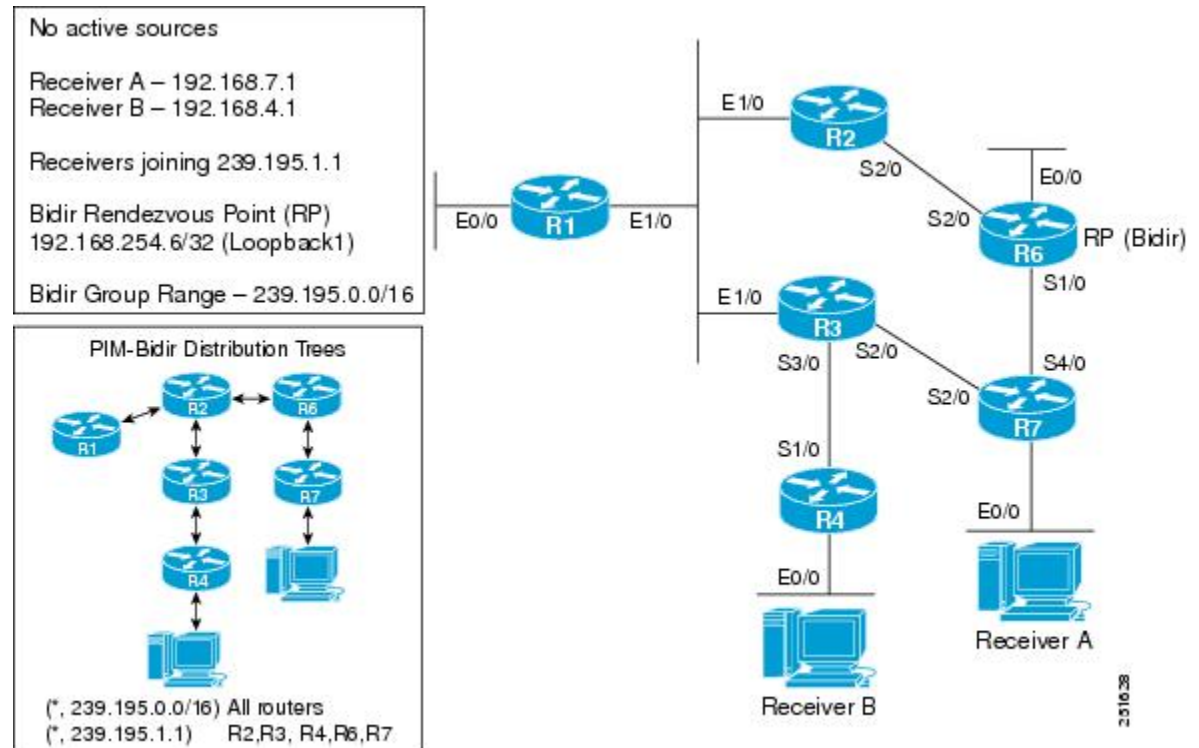 No active sources
Receiver A – 192.168.7.1
Receiver B – 192.168.4.1
Receivers joining 239.195.1.1
Bidir Rendezvous Point (RP)
192.168.254.6/32 (Loopback1)
Bidir Group Range – 239.195.0.0/16
PIM-Bidir Distribution Trees
R2
R6
R1
R3
R7
R4
(*, 239.195.0.0/16) All routers
(*, 239.195.1.1) R2,R3, R4,R6,R7
E0/0
R1
E1/0
E1/0
R2
S2/0
S2/0
E0/0
R6
RP (Bidir)
S1/0
E1/0
R3
S3/0
S2/0
S2/0
S4/0
R7
S1/0
R4
E0/0
E0/0
Receiver A
Receiver B
251638